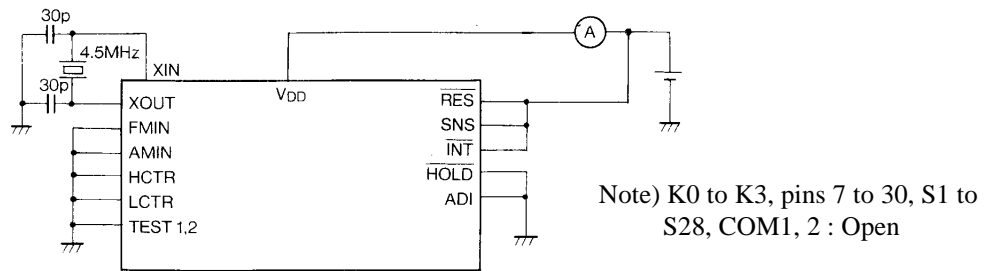 30p
4.5MHz
XIN
30p
A
VDD
XOUT
FMIN
AMIN
HCTR
LCTR
TEST 1,2
RES
SNS
INT
HOLD
ADI
Note) K0 to K3, pins 7 to 30, S1 to
S28, COM1, 2 : Open